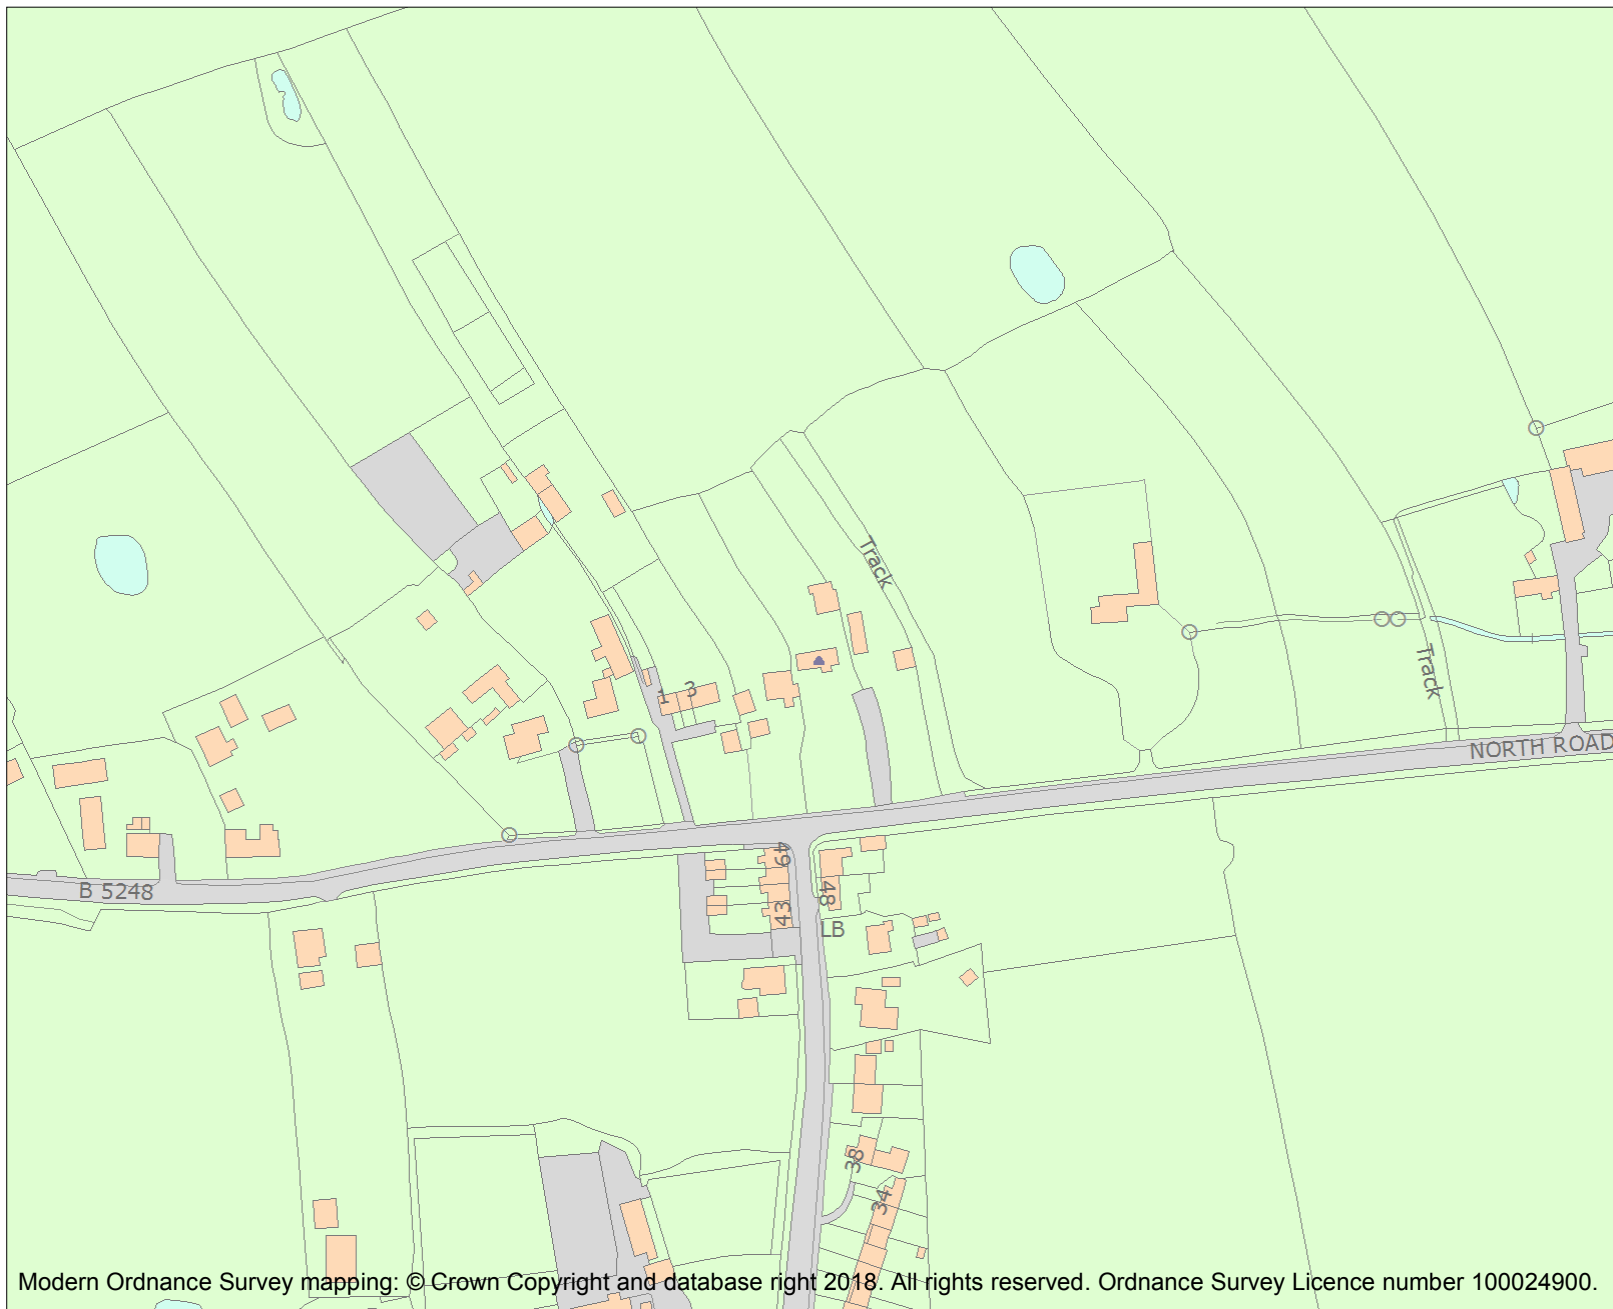 Track
Track
1
3
NORTH ROAD
B 5248
49
43
48
LB
38
34
Modern Ordnance Survey mapping: © Crown Copyright and database right 2018. All rights reserved. Ordnance Survey Licence number 100024900.